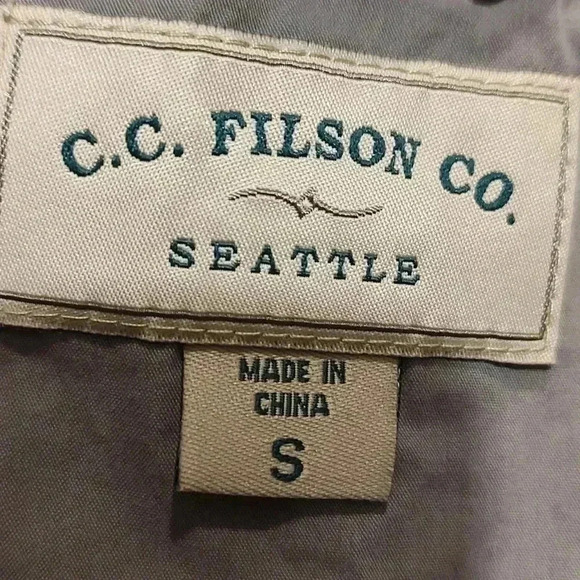 C.C. FILSON CO.
SEATTLE
MADE IN
CHINA
S